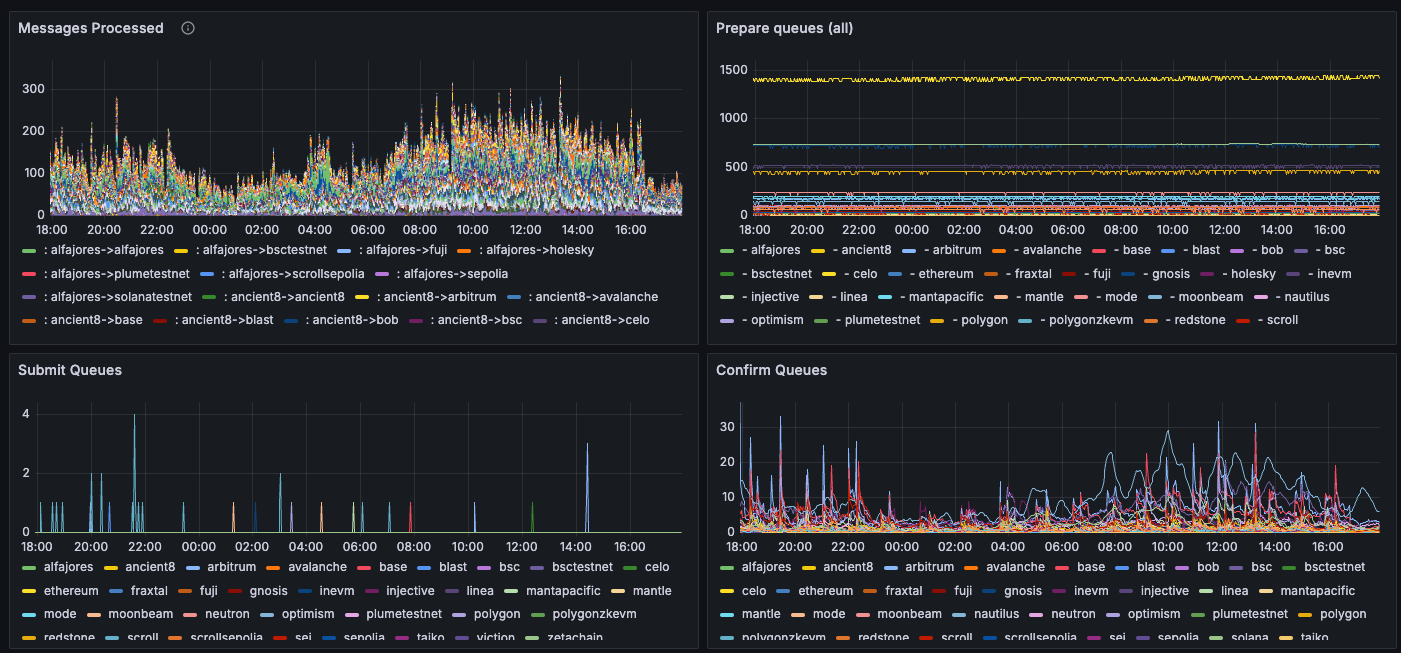 Messages Processed
300
200
100
0
18:00 20:00 22:00 00:00 02:00 04:00 06:00 08:00 10:00 12:00 14:00 16:00
: alfajores->alfajores : alfajores->bsctestnet : alfajores->fuji : alfajores->holesky
: alfajores->plumetestnet : alfajores->scrollsepolia : alfajores->sepolia
: alfajores->solanatestnet : ancient8->ancient8 : ancient8->arbitrum : ancient8->avalanche
: ancient8->base : ancient8->blast : ancient8->bob : ancient8->bsc : ancient8->celo
Prepare queues (all)
1500
1000
500
0
18:00 20:00 22:00 00:00 02:00 04:00 06:00 08:00 10:00 12:00 14:00 16:00
- alfajores - ancient8 - arbitrum - avalanche - base - blast - bob - bsc
- bsctestnet - celo - ethereum - fraxtal - fuji - gnosis - holesky - inevm
- injective - linea - mantapacific - mantle - mode - moonbeam - nautilus
- optimism - plumetestnet - polygon - polygonzkevm - redstone - scroll
Submit Queues
4
2
0
18:00 20:00 22:00 00:00 02:00 04:00 06:00 08:00 10:00 12:00 14:00 16:00
alfajores ancient8 arbitrum avalanche base blast bsc bsctestnet celo
ethereum fraxtal fuji gnosis inevm injective linea mantapacific mantle
mode moonbeam neutron optimism plumetestnet polygon polygonzkevm
redstone scroll scrollsepolia sei sepolia taiko viction zetachain
Confirm Queues
30
20
10
0
18:00 20:00 22:00 00:00 02:00 04:00 06:00 08:00 10:00 12:00 14:00 16:00
alfajores ancient8 arbitrum avalanche base blast bob bsc bsctestnet
celo ethereum fraxtal fuji gnosis inevm injective linea mantapacific
mantle mode moonbeam nautilus neutron optimism plumetestnet polygon
polygonzkevm redstone scroll scrollsepolia sei sepolia solana taiko